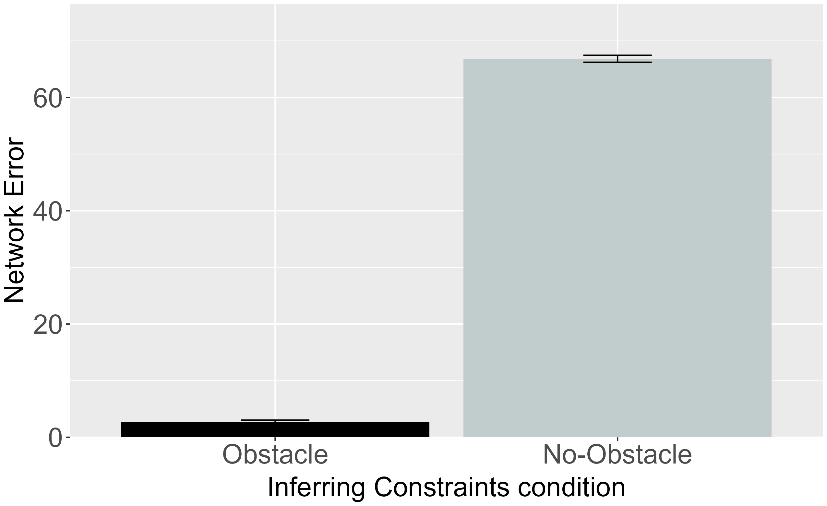 Network Error
60
40
20
0
Obstacle No-Obstacle
Inferring Constraints condition